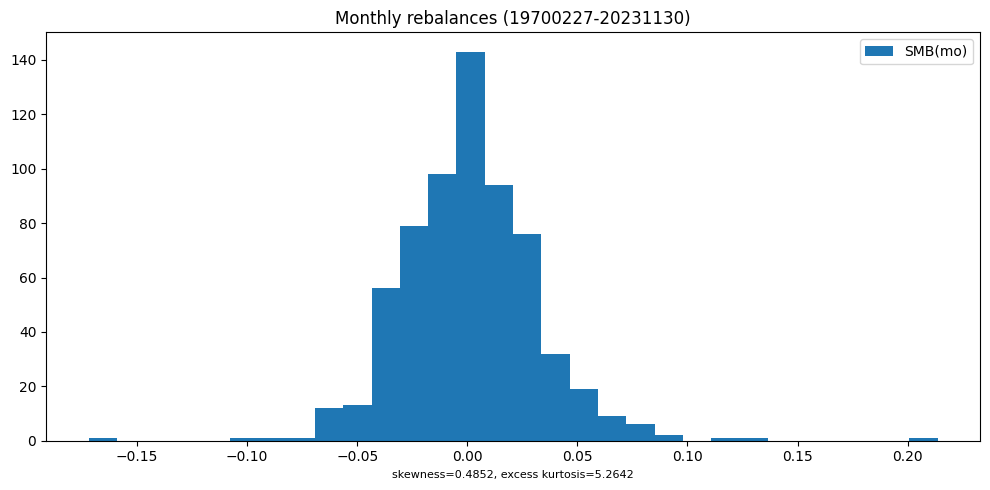 Monthly rebalances (19700227-20231130)
SMB(mo)
140
120
100
80
60
40
20
0
−0.15 −0.10 −0.05 0.00 0.05 0.10 0.15 0.20
skewness=0.4852, excess kurtosis=5.2642